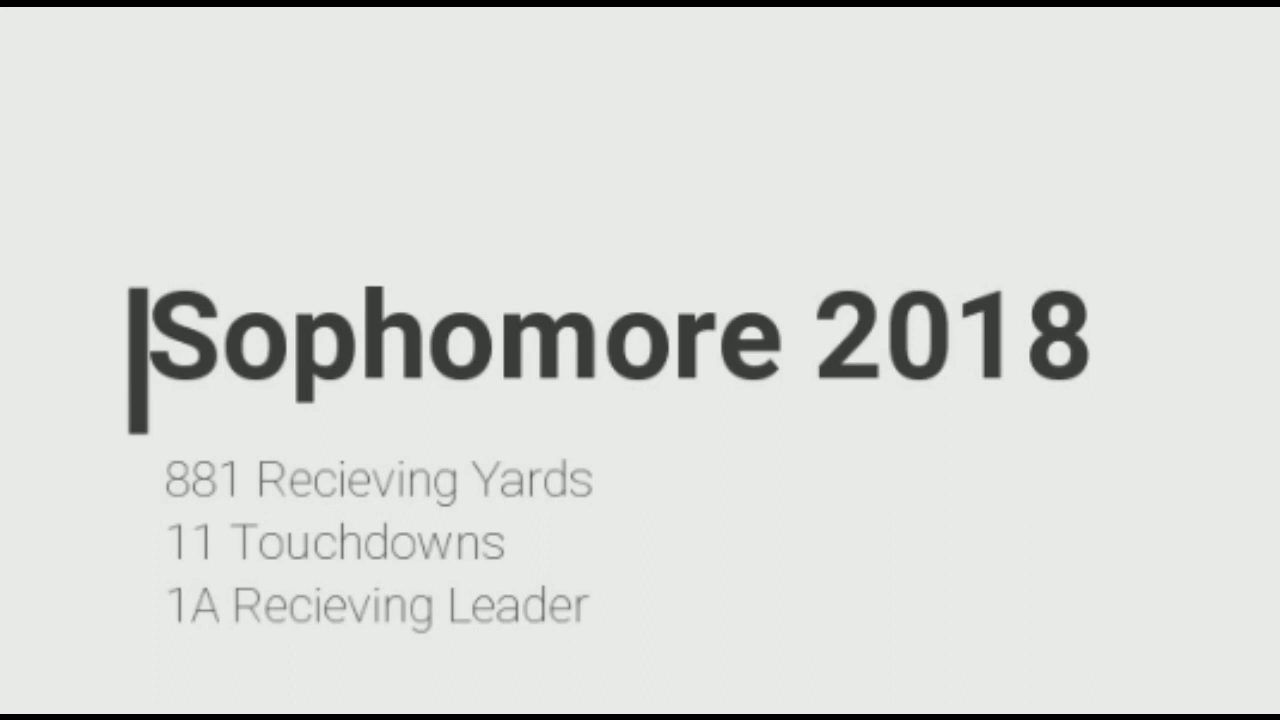 Sophomore 2018
881 Recieving Yards
11 Touchdowns
1A Recieving Leader